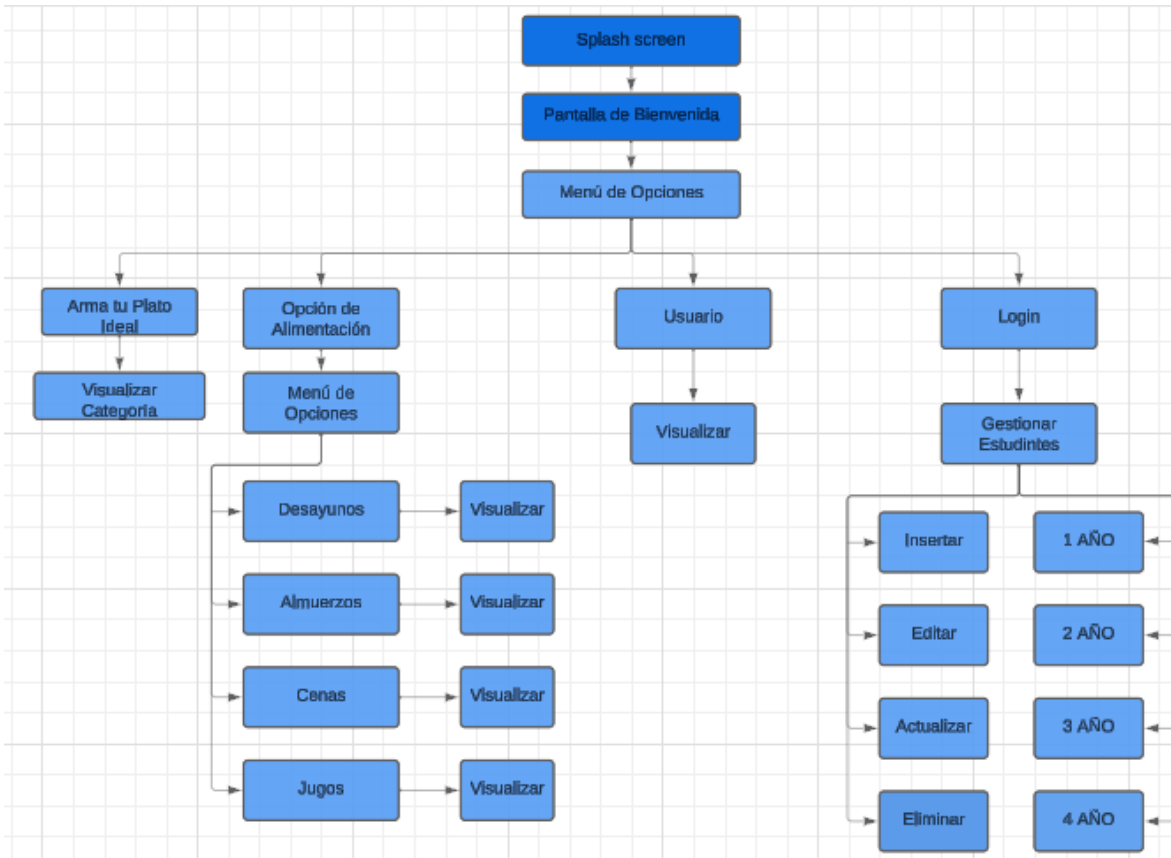 Splash screen
Pantalla de Bienvenida
Menú de Opciones
Arma tu Plato
Ideal
Opción de
Alimentación
Usuario
Login
Visualizar
Categoría
Menú de
Opciones
Visualizar
Gestionar
Estudintes
Desayunos
Visualizar
Insertar
1 AÑO
Almuerzos
Visualizar
Editar
2 AÑO
Cenas
Visualizar
Actualizar
3 AÑO
Jugos
Visualizar
Eliminar
4 AÑO